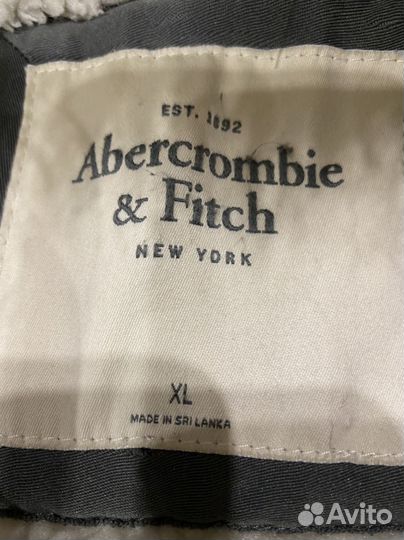 EST. 1892
Abercrombie
& Fitch
NEW YORK
XL
MADE IN SRI LANKA
Avito